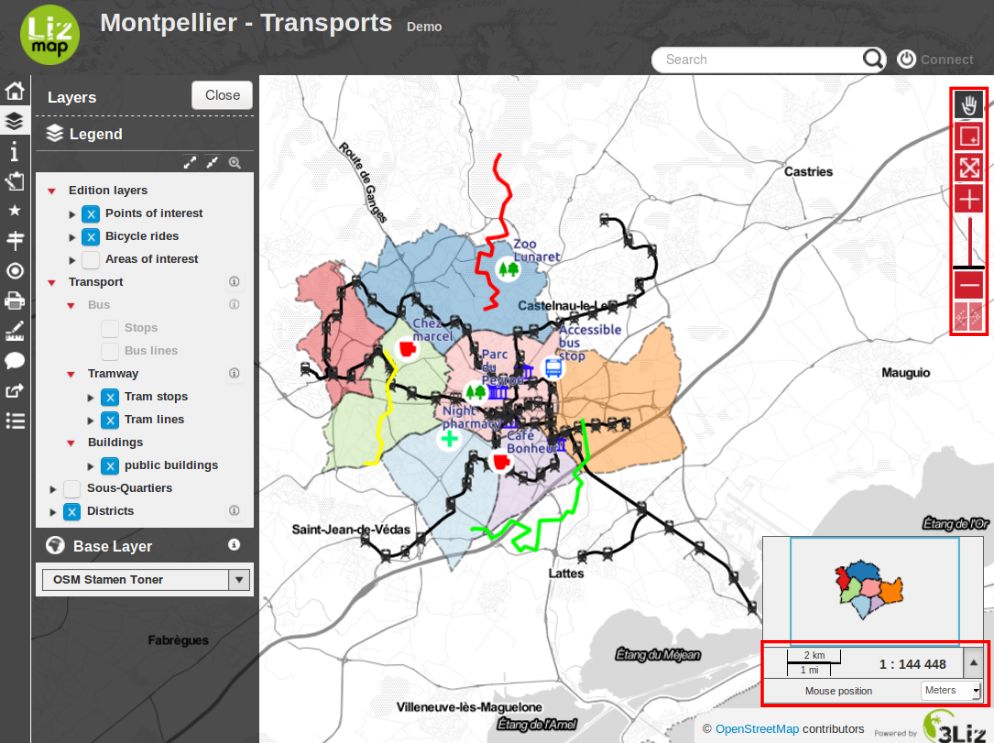 Liz
map
Montpellier - Transports Demo
Search
Connect
Layers
Close
Legend
Edition layers
Points of interest
Bicycle rides
Areas of interest
Transport
Bus
Stops
Bus lines
Tramway
Tram stops
Tram lines
Buildings
public buildings
Sous-Quartiers
Districts
Base Layer
OSM Stamen Toner
Fabrègues
Route de Ganges
Castries
Zoo
Lunaret
Castelnau-le-Lez
Chez
marcel
Accessible
bus
stop
Parc
du
Peyrou
Mauguio
Night
pharmacy
Café
Bonheur
Saint-Jean-de-Védas
Lattes
Étang de l'Or
Étang du Méjean
Villeneuve-lès-Maguelone
Étang de l'Arnel
2 km
1 mi
1 : 144 448
Mouse position
Meters
© OpenStreetMap contributors
Powered by 3Liz